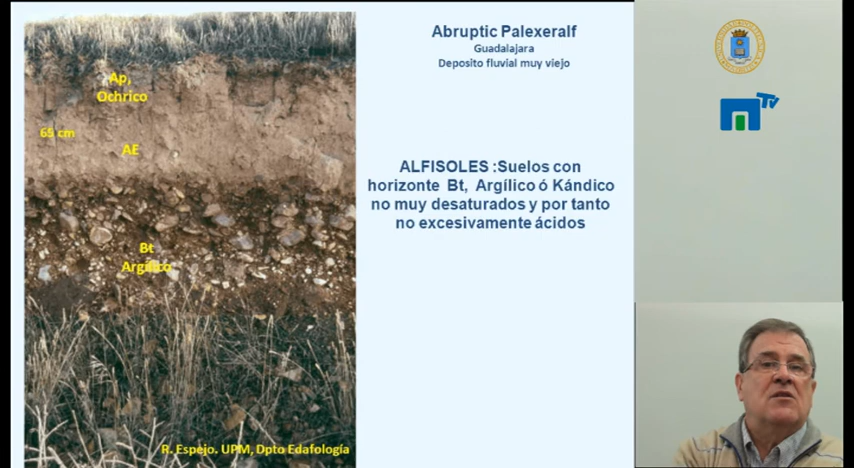 Abruptic Palexeralf
Guadalajara
Deposito fluvial muy viejo
Ap,
Ochrico
65 cm
AE
Bt
Argílico
ALFISOLES :Suelos con
horizonte Bt, Argílico ó Kándico
no muy desaturados y por tanto
no excesivamente ácidos
R. Espejo. UPM, Dpto Edafología
TV